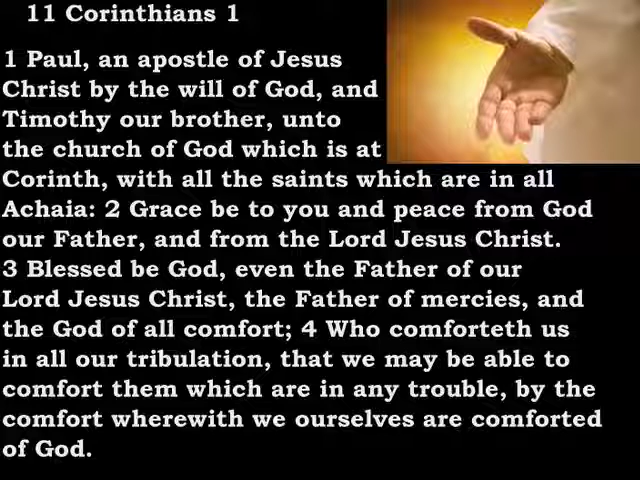 11 Corinthians 1
1 Paul, an apostle of Jesus
Christ by the will of God, and
Timothy our brother, unto
the church of God which is at
Corinth, with all the saints which are in all
Achaia: 2 Grace be to you and peace from God
our Father, and from the Lord Jesus Christ.
3 Blessed be God, even the Father of our
Lord Jesus Christ, the Father of mercies, and
the God of all comfort; 4 Who comforteth us
in all our tribulation, that we may be able to
comfort them which are in any trouble, by the
comfort wherewith we ourselves are comforted
of God.